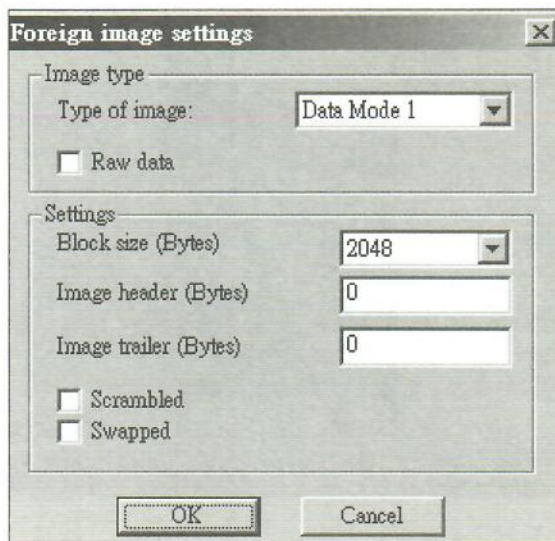 Foreign image settings
Image type
Type of image: Data Mode 1
Raw data
Settings
Block size (Bytes) 2048
Image header (Bytes) 0
Image trailer (Bytes) 0
Scrambled
Swapped
OK Cancel